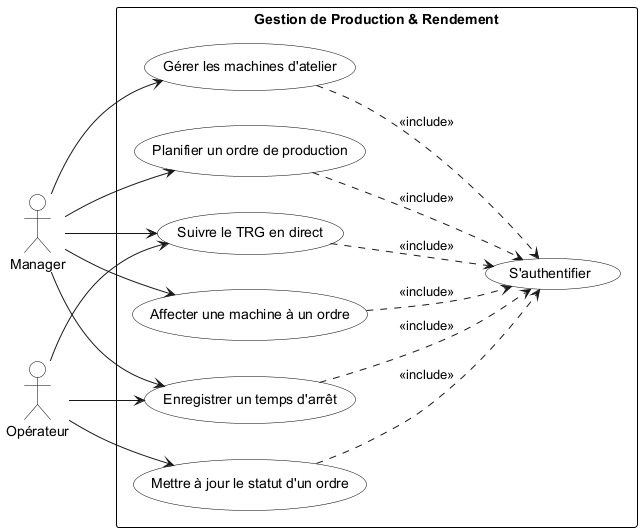 Gestion de Production & Rendement
Gérer les machines d'atelier
«include»
Planifier un ordre de production
«include»
Suivre le TRG en direct
«include»
Manager
S'authentifier
«include»
Affecter une machine à un ordre
«include»
«include»
Enregistrer un temps d'arrêt
Opérateur
Mettre à jour le statut d'un ordre